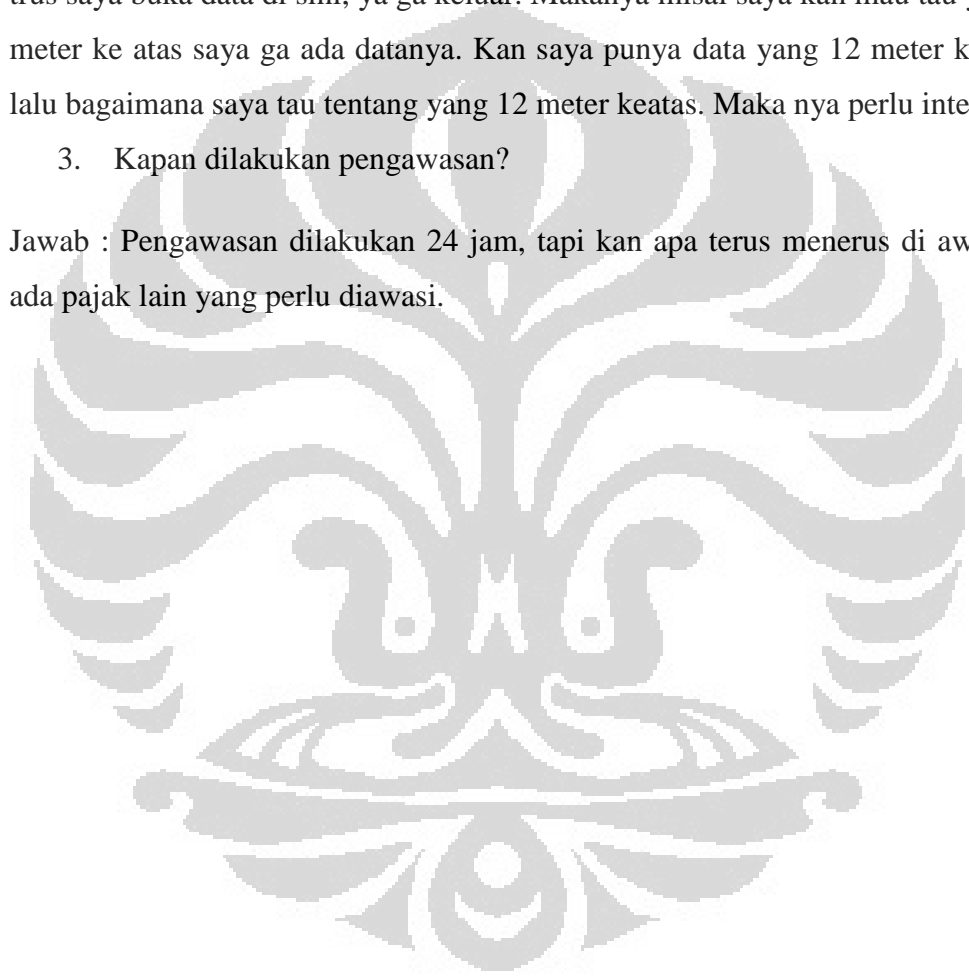 trus saya buka data di sini, ya ga keluar. Makanya misal saya kan mau tau
meter ke atas saya ga ada datanya. Kan saya punya data yang 12 meter
lalu bagaimana saya tau tentang yang 12 meter keatas. Maka nya perlu
3. Kapan dilakukan pengawasan?
Jawab : Pengawasan dilakukan 24 jam, tapi kan apa terus menerus di
ada pajak lain yang perlu diawasi.